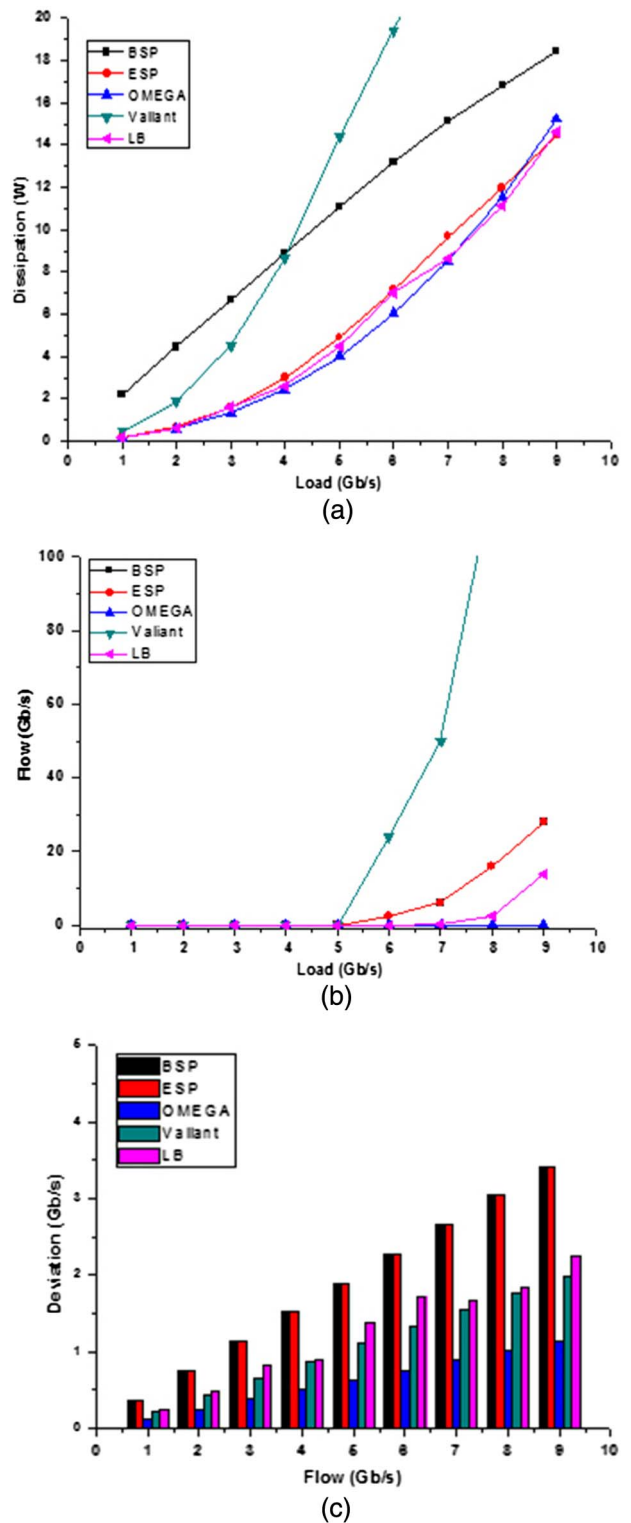 20
18
16
14
12
10
8
6
4
2
0
Dissipation (W)
BSP
ESP
OMEGA
Valiant
LB
0 1 2 3 4 5 6 7 8 9 10
Load (Gb/s)
(a)
100
80
60
40
20
0
Flow (Gb/s)
BSP
ESP
OMEGA
Valiant
LB
0 1 2 3 4 5 6 7 8 9 10
Load (Gb/s)
(b)
5
4
3
2
1
0
Deviation (Gb/s)
BSP
ESP
OMEGA
Valiant
LB
0 1 2 3 4 5 6 7 8 9 10
Flow (Gb/s)
(c)